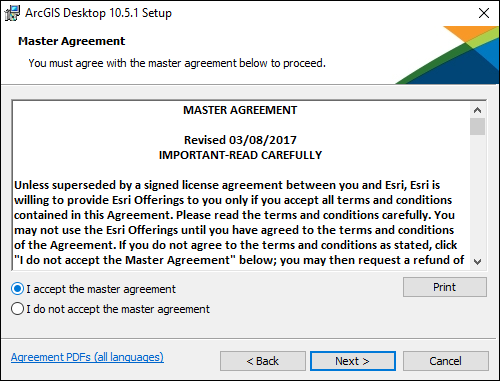 ArcGIS Desktop 10.5.1 Setup
Master Agreement
You must agree with the master agreement below to proceed.
MASTER AGREEMENT
Revised 03/08/2017
IMPORTANT-READ CAREFULLY
Unless superseded by a signed license agreement between you and Esri, Esri is
willing to provide Esri Offerings to you only if you accept all terms and conditions
contained in this Agreement. Please read the terms and conditions carefully. You
may not use the Esri Offerings until you have agreed to the terms and conditions
of the Agreement. If you do not agree to the terms and conditions as stated, click
"I do not accept the Master Agreement" below; you may then request a refund of
I accept the master agreement
Print
I do not accept the master agreement
Agreement PDFs (all languages)
< Back
Next >
Cancel